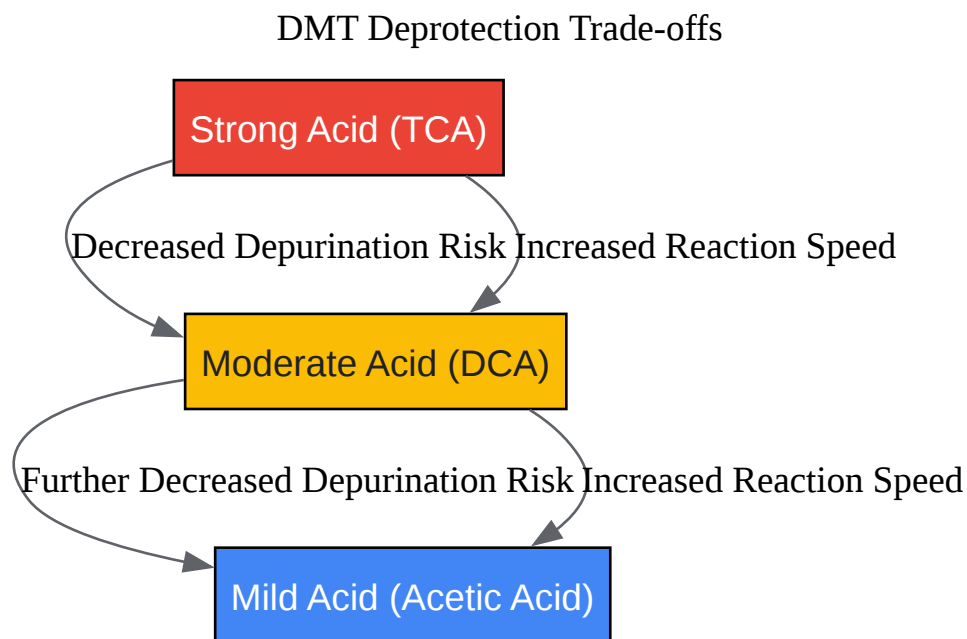 DMT Deprotection Trade-offs
Strong Acid (TCA)
Decreased Depurination Risk
Increased Reaction Speed
Moderate Acid (DCA)
Further Decreased Depurination Risk
Increased Reaction Speed
Mild Acid (Acetic Acid)